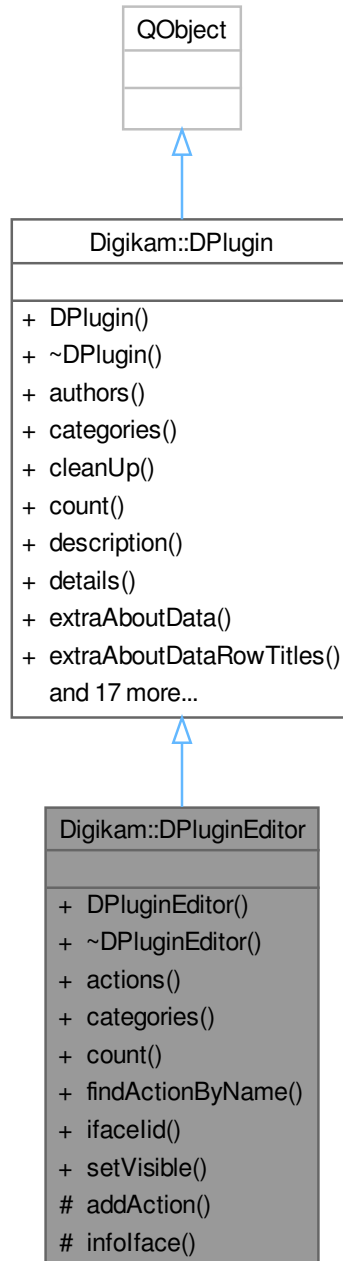 QObject
Digikam::DPlugin
+ DPlugin()
+ ~DPlugin()
+ authors()
+ categories()
+ cleanUp()
+ count()
+ description()
+ details()
+ extraAboutData()
+ extraAboutDataRowTitles()
and 17 more...
Digikam::DPluginEditor
+ DPluginEditor()
+ ~DPluginEditor()
+ actions()
+ categories()
+ count()
+ findActionByName()
+ ifaceIid()
+ setVisible()
# addAction()
# infoIface()